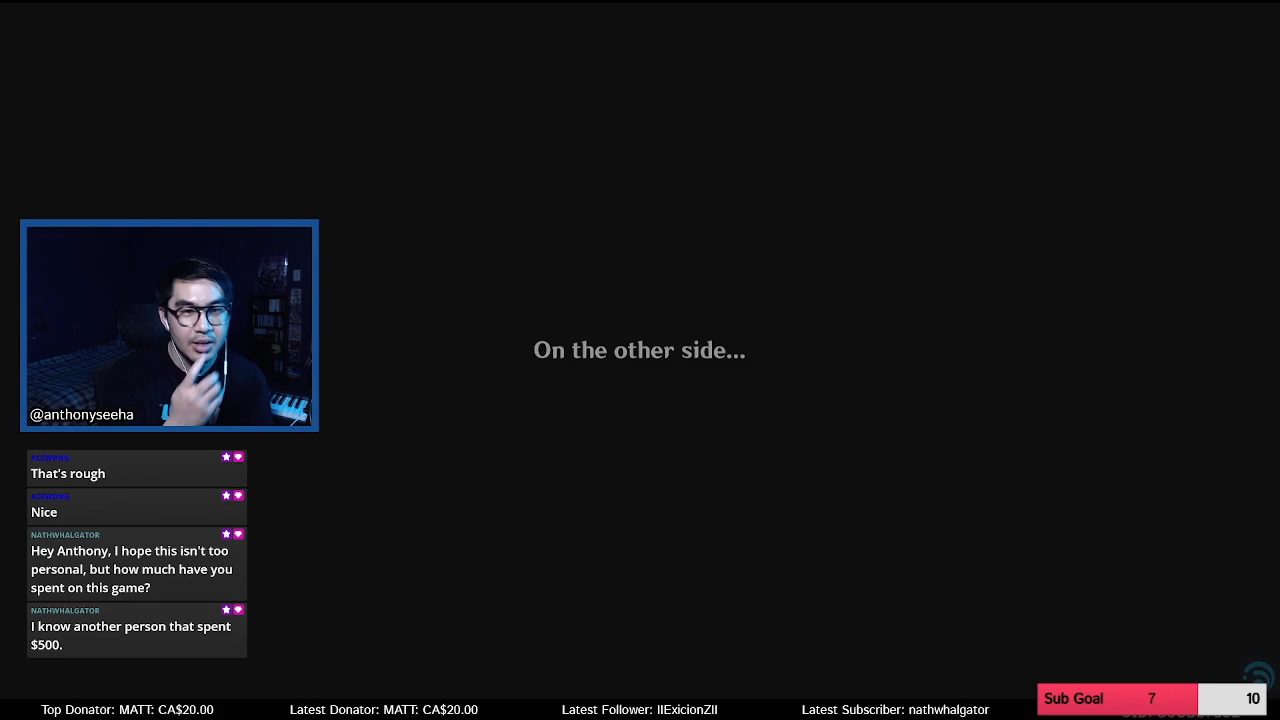 On the other side...
@anthonyseeha
That's rough
Nice
NATHWHALGATOR
Hey Anthony, I hope this isn't too
personal, but how much have you
spent on this game?
NATHWHALGATOR
I know another person that spent
$500.
Sub Goal 7 10
Top Donator: MATT: CA$20.00 Latest Donator: MATT: CA$20.00 Latest Follower: IIExicionZII Latest Subscriber: nathwhalgator